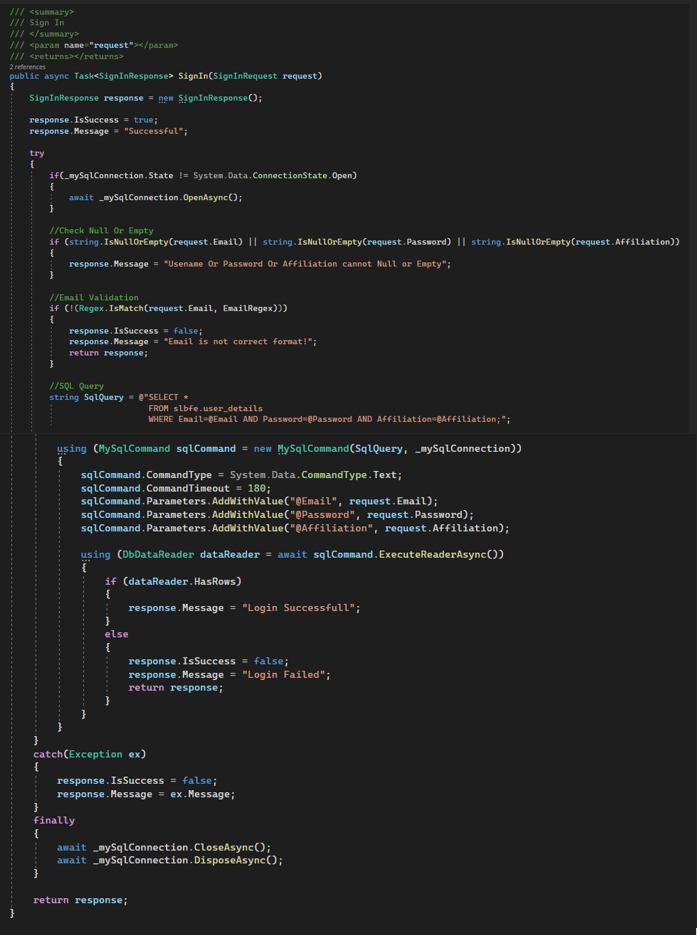 /// <summary>
/// Sign In
/// </summary>
/// <param name="request"></param>
/// <returns></returns>
2 references
public async Task<SignInResponse> SignIn(SignInRequest request)
{
    SignInResponse response = new SignInResponse();

    response.IsSuccess = true;
    response.Message = "Successful";

    try
    {
        if(_mySqlConnection.State != System.Data.ConnectionState.Open)
        {
            await _mySqlConnection.OpenAsync();
        }

        //Check Null Or Empty
        if (string.IsNullOrEmpty(request.Email) || string.IsNullOrEmpty(request.Password) || string.IsNullOrEmpty(request.Affiliation))
        {
            response.Message = "Usename Or Password Or Affiliation cannot Null or Empty";
        }

        //Email Validation
        if (!(Regex.IsMatch(request.Email, EmailRegex)))
        {
            response.IsSuccess = false;
            response.Message = "Email is not correct format!";
            return response;
        }

        //SQL Query
        string SqlQuery = @"SELECT *
                            FROM slbfe.user_details
                            WHERE Email=@Email AND Password=@Password AND Affiliation=@Affiliation;";

        using (MySqlCommand sqlCommand = new MySqlCommand(SqlQuery, _mySqlConnection))
        {
            sqlCommand.CommandType = System.Data.CommandType.Text;
            sqlCommand.CommandTimeout = 180;
            sqlCommand.Parameters.AddWithValue("@Email", request.Email);
            sqlCommand.Parameters.AddWithValue("@Password", request.Password);
            sqlCommand.Parameters.AddWithValue("@Affiliation", request.Affiliation);

            using (DbDataReader dataReader = await sqlCommand.ExecuteReaderAsync())
            {
                if (dataReader.HasRows)
                {
                    response.Message = "Login Successfull";
                }
                else
                {
                    response.IsSuccess = false;
                    response.Message = "Login Failed";
                    return response;
                }
            }
        }
    }
    catch(Exception ex)
    {
        response.IsSuccess = false;
        response.Message = ex.Message;
    }
    finally
    {
        await _mySqlConnection.CloseAsync();
        await _mySqlConnection.DisposeAsync();
    }

    return response;
}